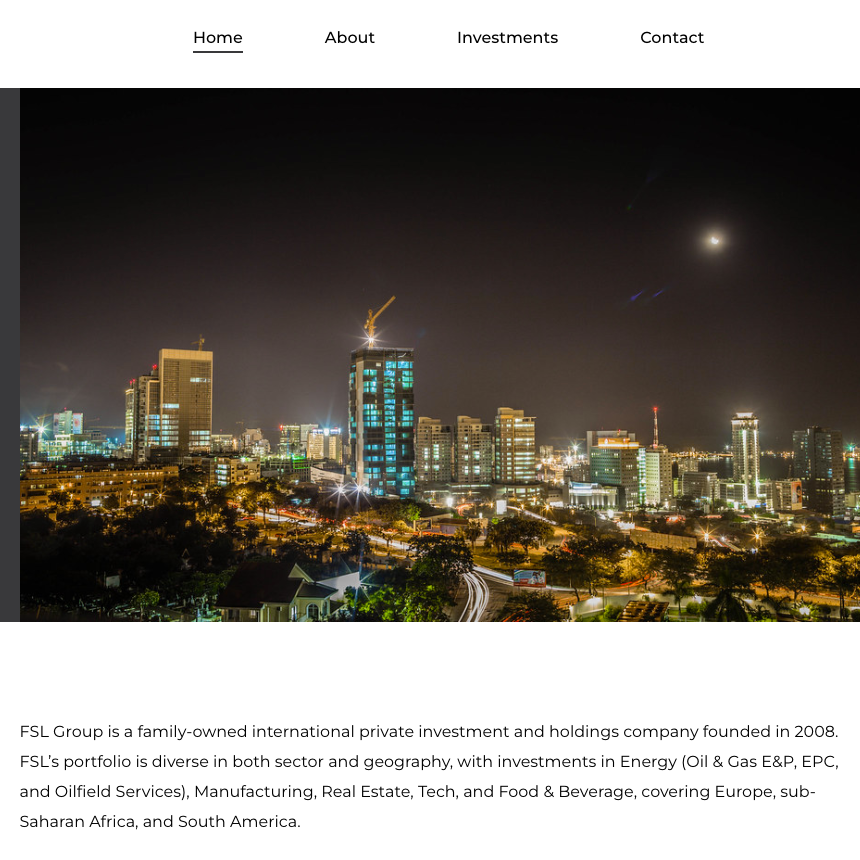 Home About Investments Contact
FSL Group is a family-owned international private investment and holdings company founded in 2008.
FSL’s portfolio is diverse in both sector and geography, with investments in Energy (Oil & Gas E&P, EPC,
and Oilfield Services), Manufacturing, Real Estate, Tech, and Food & Beverage, covering Europe, sub-
Saharan Africa, and South America.